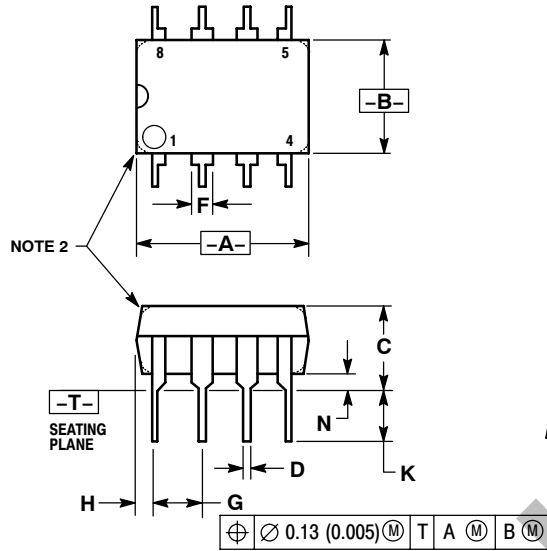 8 5
–B–
1 4
F
NOTE 2
–A–
C
–T–
SEATING
PLANE
N
D
K
H
G
⌖ ∅ 0.13 (0.005) Ⓜ T A Ⓜ B Ⓜ